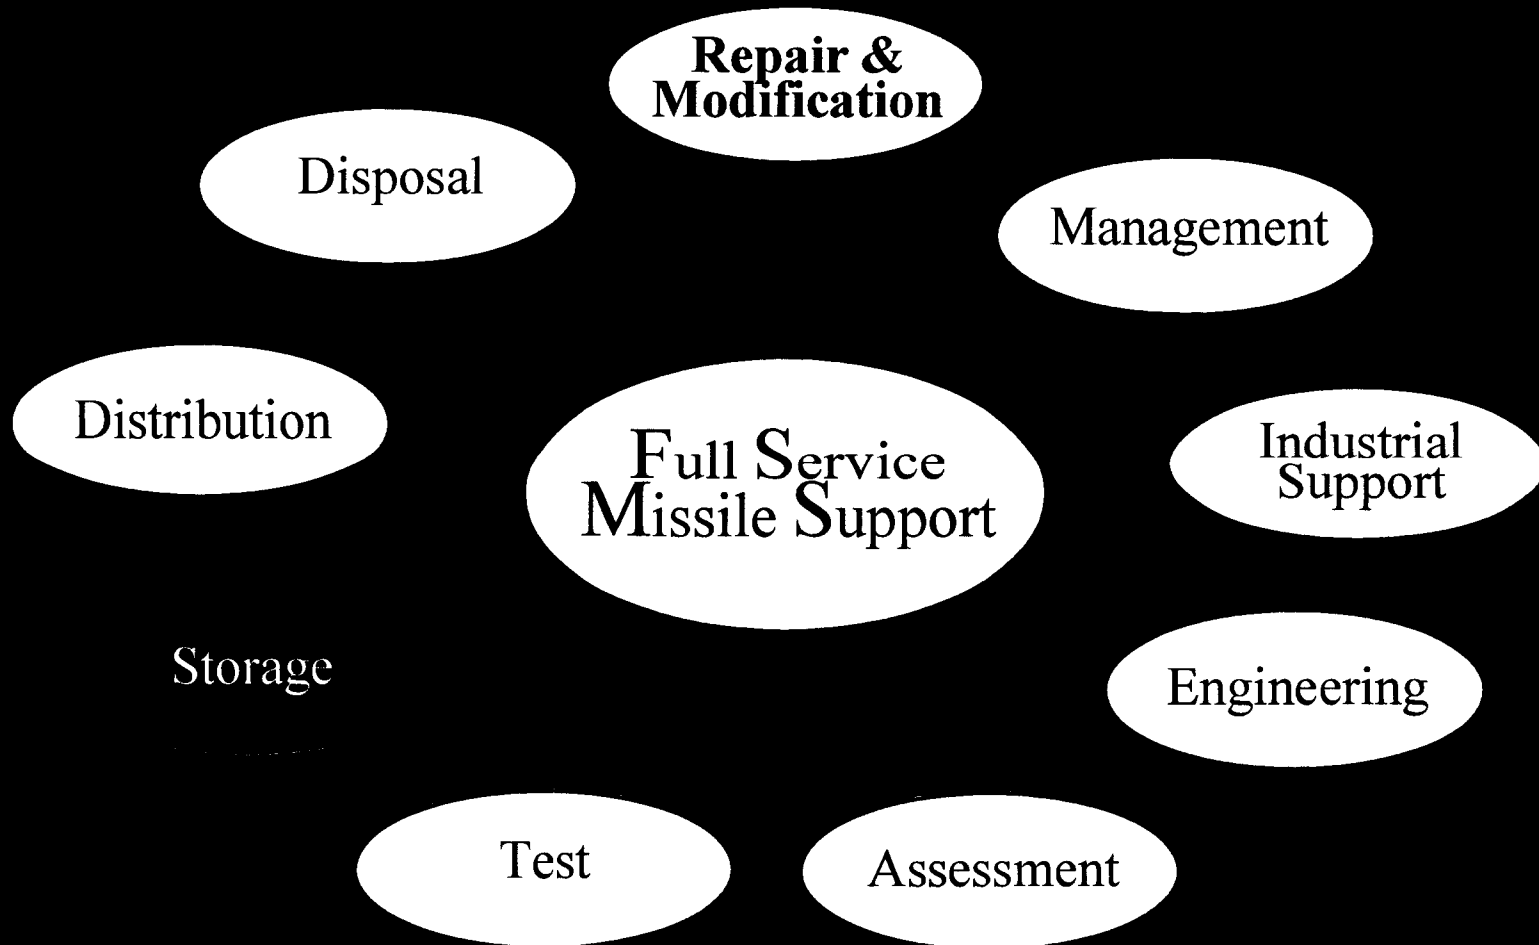 Repair &
Modification
Disposal
Management
Distribution
Full Service
Missile Support
Industrial
Support
Storage
Engineering
Test
Assessment